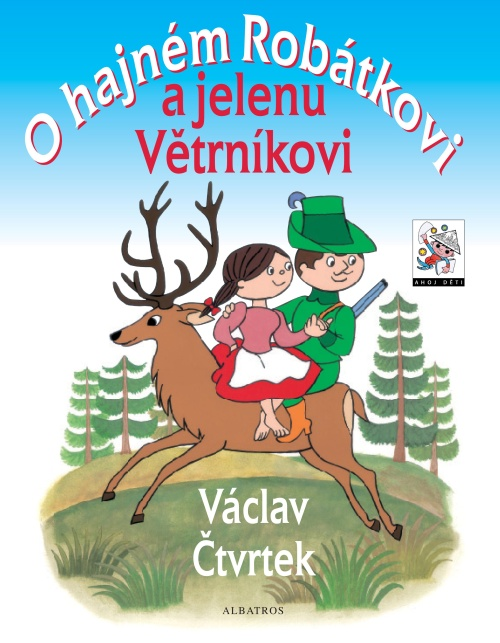 O hajném Robátkovi
a jelenu
Větrníkovi
AHOJ DĚTI
Václav
Čtvrtek
ALBATROS